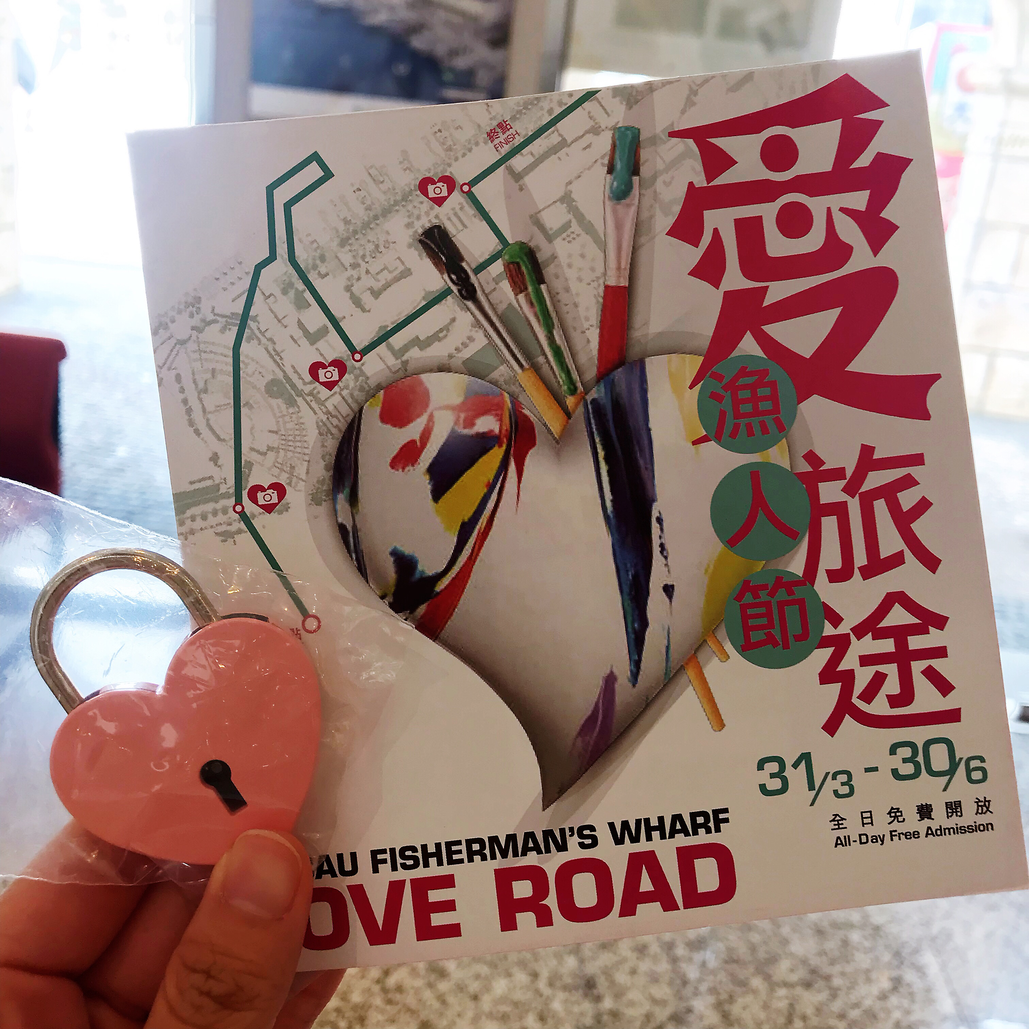 終點
FINISH
愛
旅途
漁人節
31/3 - 30/6
全日免費開放
All-Day Free Admission
AU FISHERMAN'S WHARF
OVE ROAD